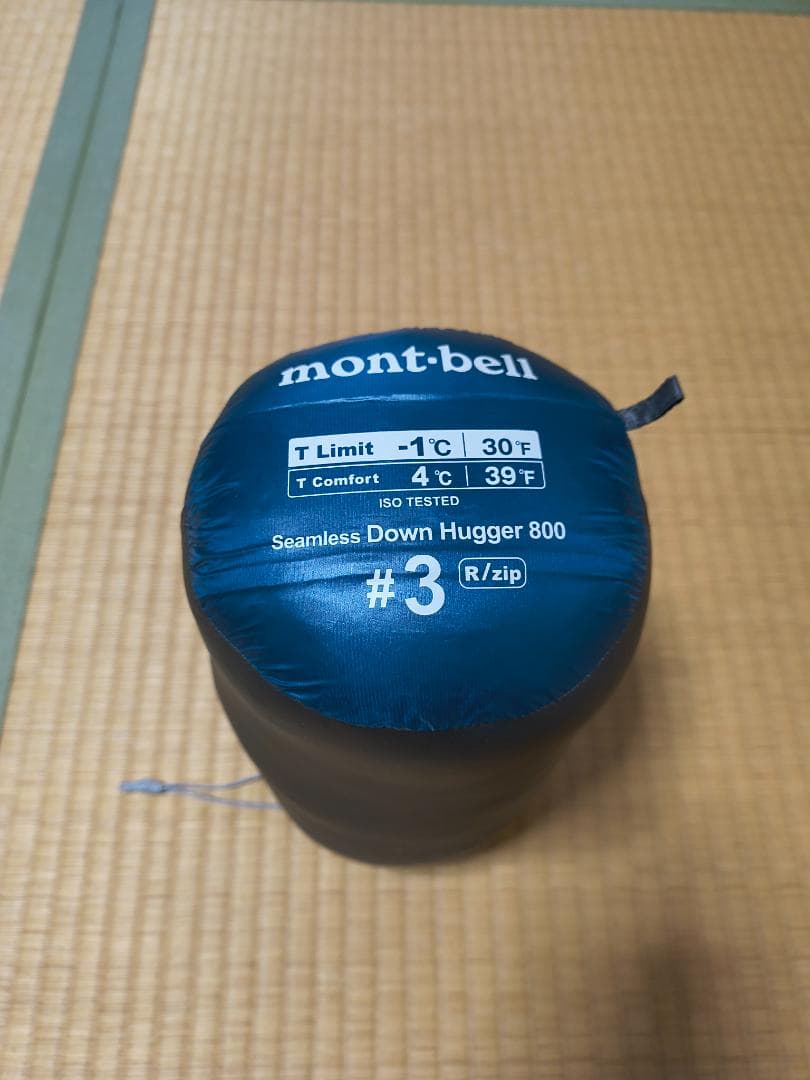 mont-bell
T Limit -1℃ | 30°F
T Comfort 4℃ | 39°F
ISO TESTED
Seamless Down Hugger 800
#3 R/zip